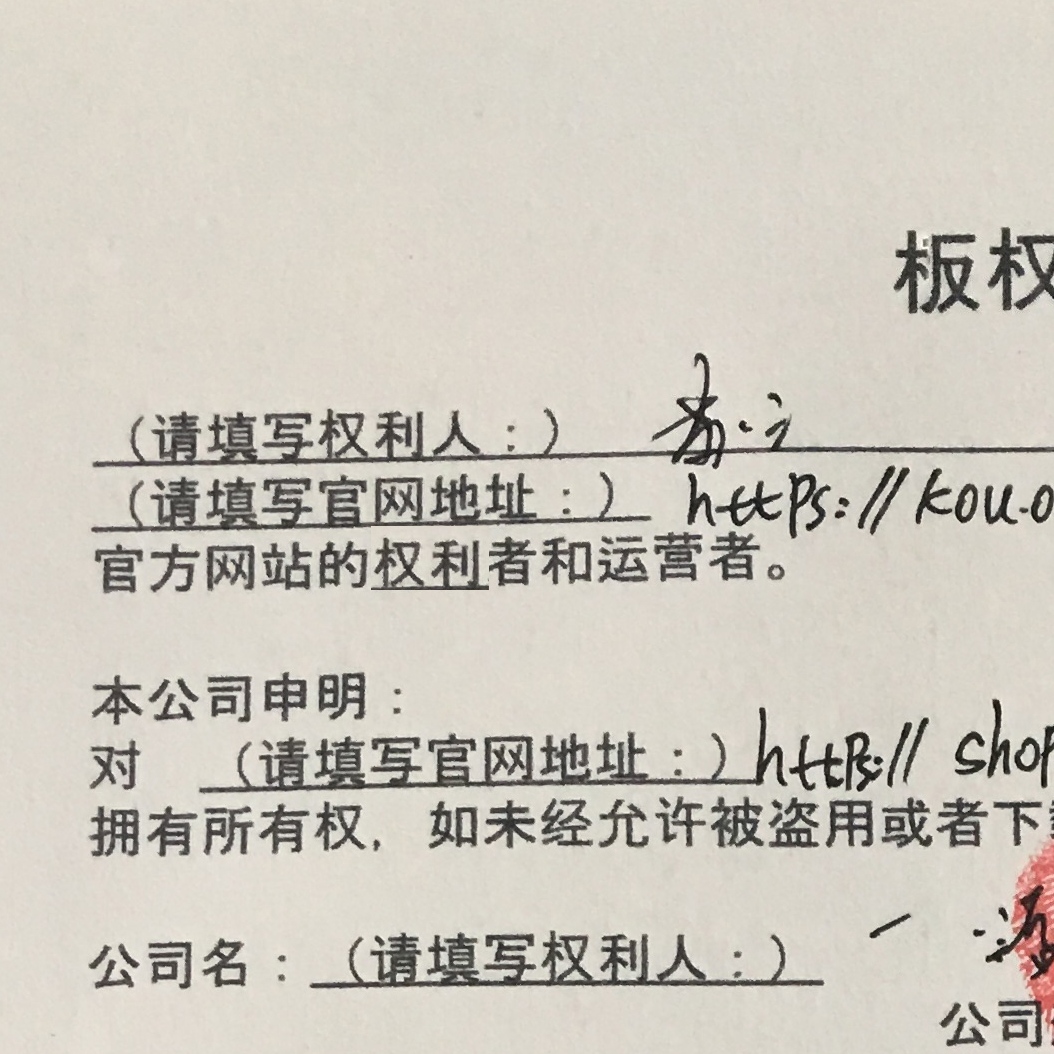 板权
（请填写权利人：）
（请填写官网地址：） https://kou.o
官方网站的权利者和运营者。
本公司申明：
对 （请填写官网地址：）https:// shop
拥有所有权，如未经允许被盗用或者下
公司名：（请填写权利人：）
公司